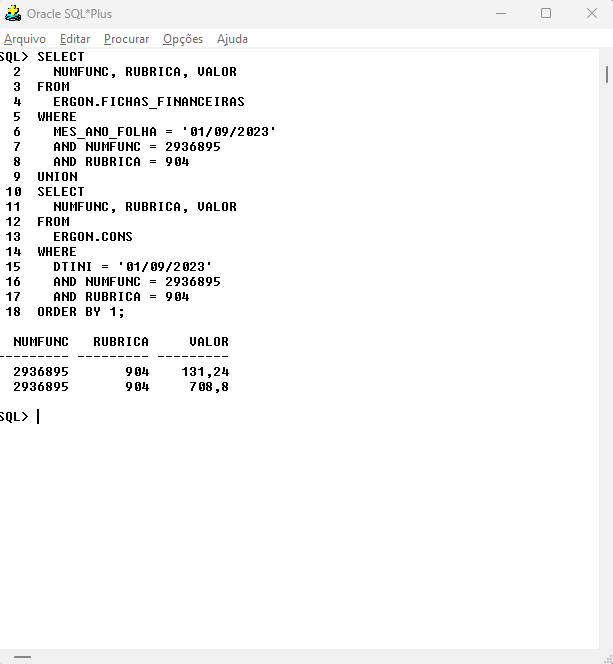 Oracle SQL*Plus
Arquivo Editar Procurar Opções Ajuda
SQL> SELECT
2 NUMFUNC, RUBRICA, VALOR
3 FROM
4 ERGON.FICHAS_FINANCEIRAS
5 WHERE
6 MES_ANO_FOLHA = '01/09/2023'
7 AND NUMFUNC = 2936895
8 AND RUBRICA = 904
9 UNION
10 SELECT
11 NUMFUNC, RUBRICA, VALOR
12 FROM
13 ERGON.CONS
14 WHERE
15 DTINI = '01/09/2023'
16 AND NUMFUNC = 2936895
17 AND RUBRICA = 904
18 ORDER BY 1;
NUMFUNC RUBRICA VALOR
--------- --------- ---------
2936895 904 131,24
2936895 904 708,8
SQL>